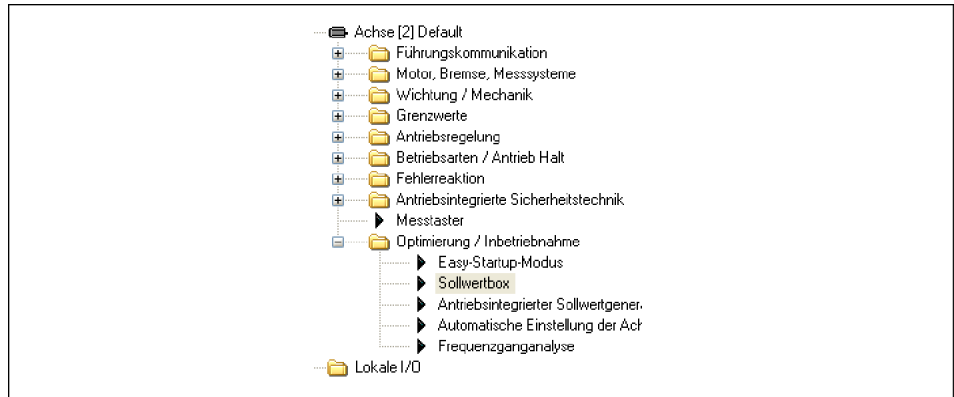 Achse [2] Default
Führungskommunikation
Motor, Bremse, Messsysteme
Wichtung / Mechanik
Grenzwerte
Antriebsregelung
Betriebsarten / Antrieb Halt
Fehlerreaktion
Antriebsintegrierte Sicherheitstechnik
Messtaster
Optimierung / Inbetriebnahme
Easy-Startup-Modus
Sollwertbox
Antriebsintegrierter Sollwertgener
Automatische Einstellung der Ach
Frequenzganganalyse
Lokale I/O